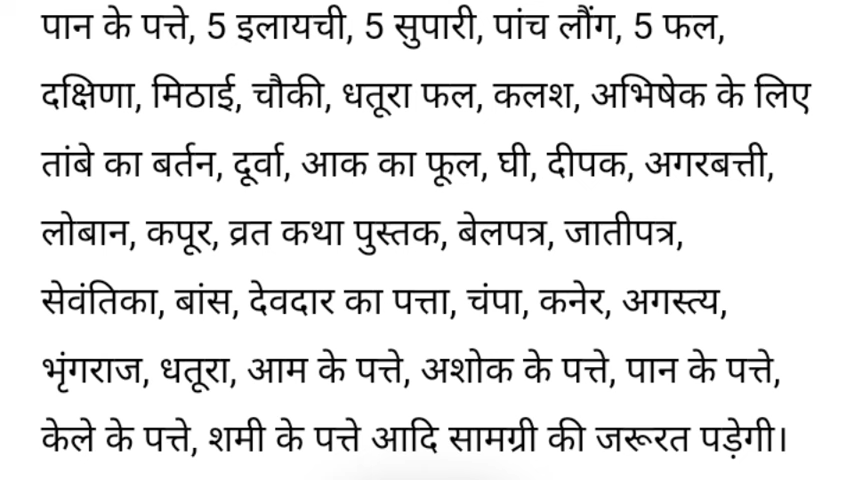 पान के पत्ते, 5 इलायची, 5 सुपारी, पांच लौंग, 5 फल,
दक्षिणा, मिठाई, चौकी, धतूरा फल, कलश, अभिषेक के लिए
तांबे का बर्तन, दूर्वा, आक का फूल, घी, दीपक, अगरबत्ती,
लोबान, कपूर, व्रत कथा पुस्तक, बेलपत्र, जातीपत्र,
सेवंतिका, बांस, देवदार का पत्ता, चंपा, कनेर, अगस्त्य,
भृंगराज, धतूरा, आम के पत्ते, अशोक के पत्ते, पान के पत्ते,
केले के पत्ते, शमी के पत्ते आदि सामग्री की जरूरत पड़ेगी।